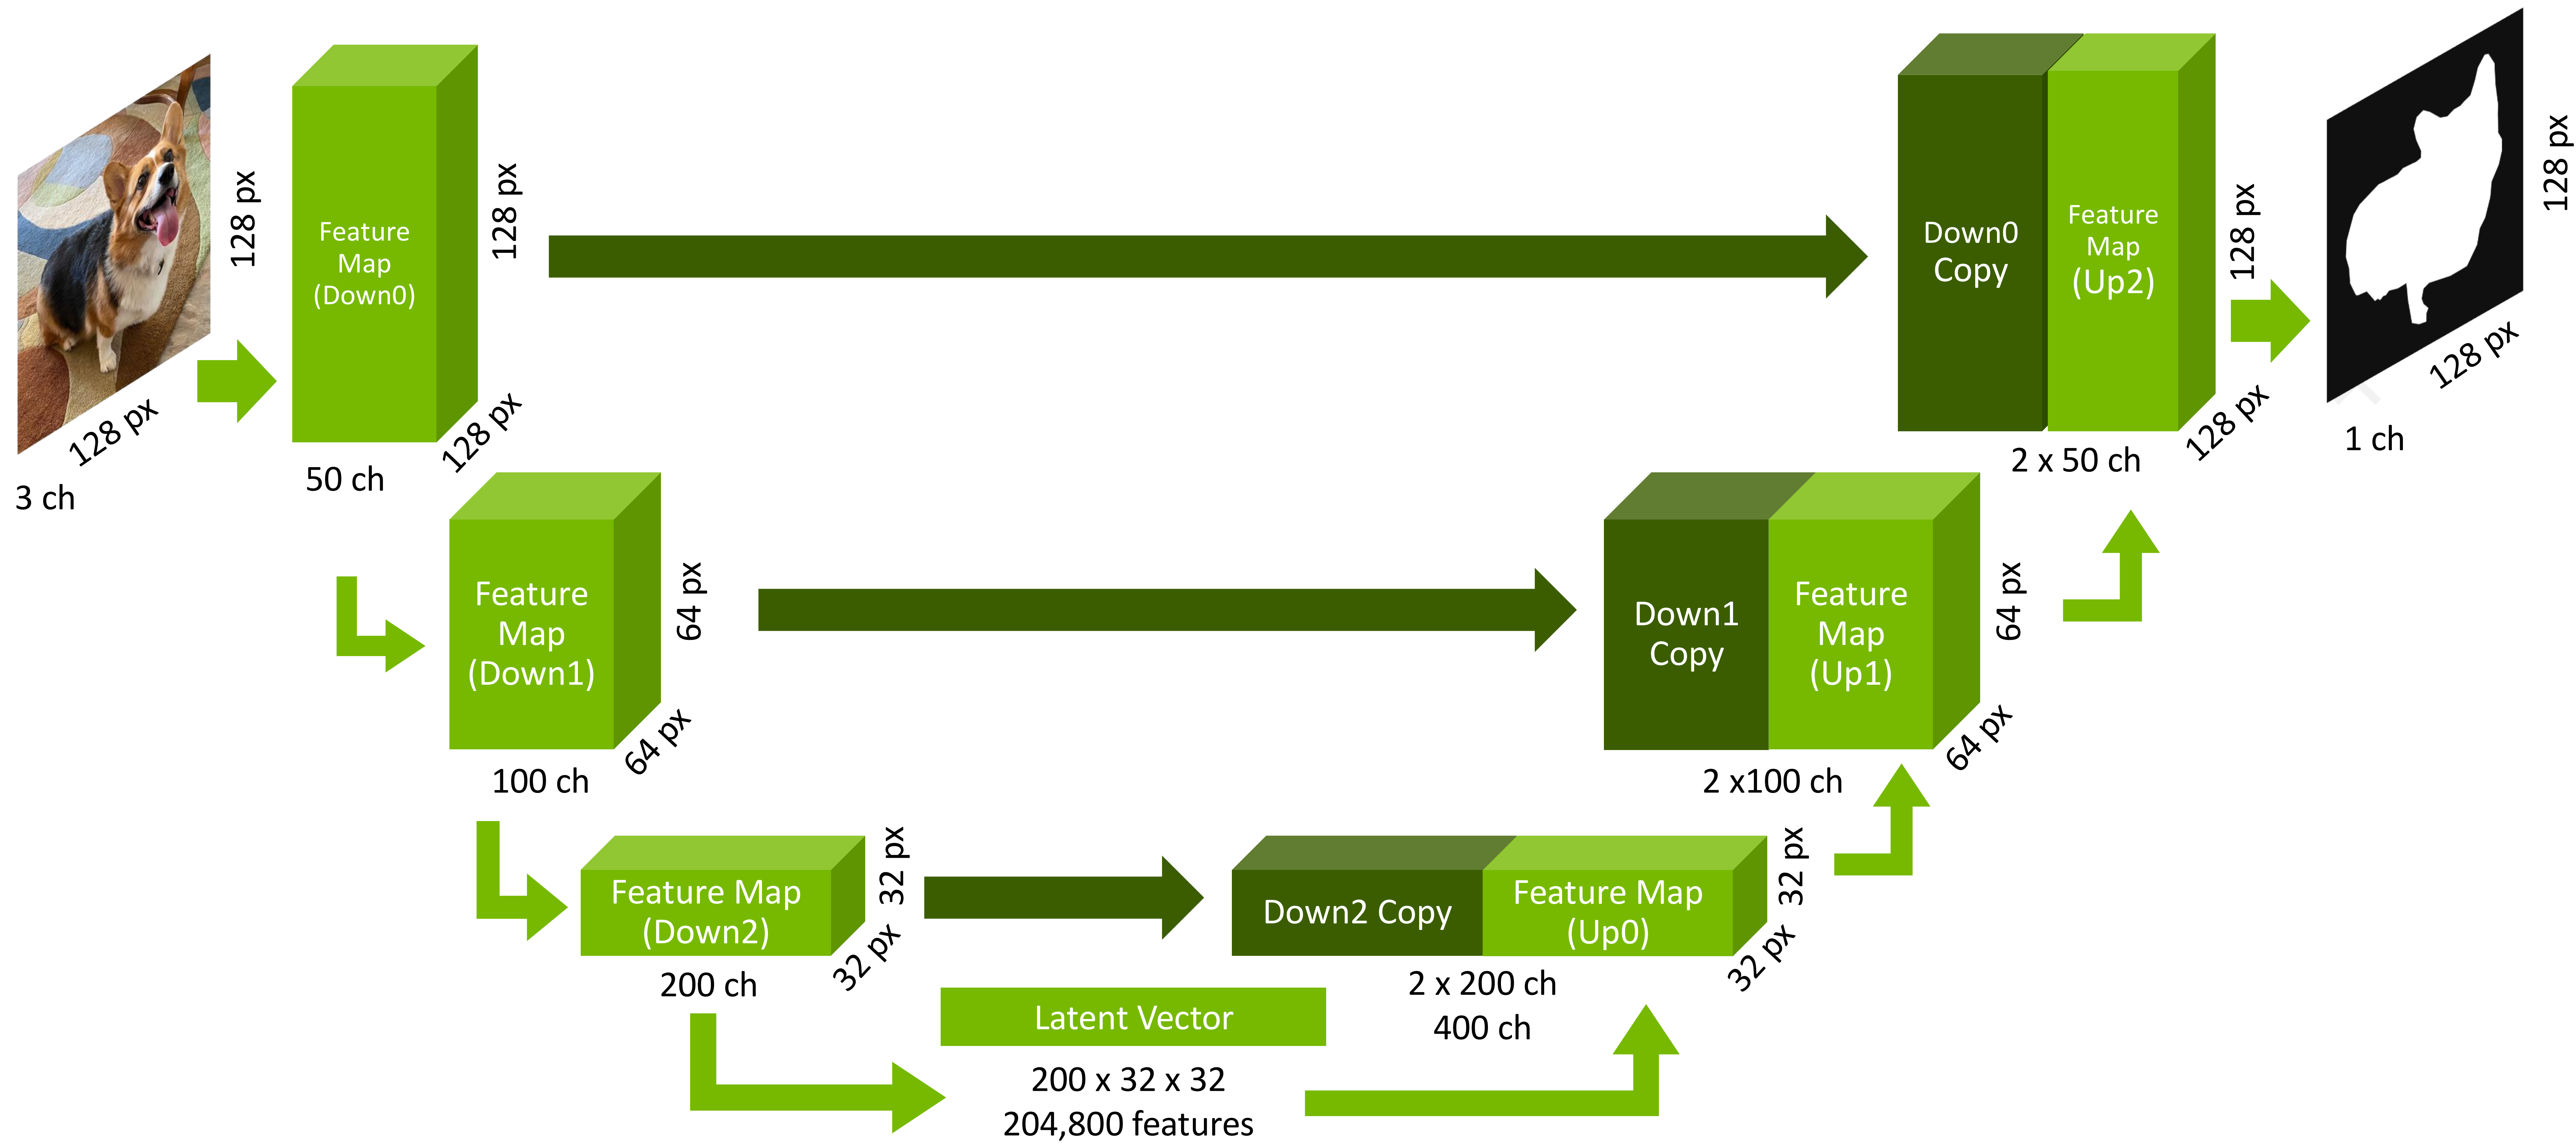 128 px
128 px
3 ch
Feature
Map
(Down0)
128 px
128 px
50 ch
Down0
Copy
Feature
Map
(Up2)
128 px
128 px
2 x 50 ch
128 px
128 px
1 ch
Feature
Map
(Down1)
64 px
64 px
100 ch
Down1
Copy
Feature
Map
(Up1)
64 px
64 px
2 x100 ch
Feature Map
(Down2)
32 px
32 px
200 ch
Down2 Copy
Feature Map
(Up0)
32 px
32 px
2 x 200 ch
400 ch
Latent Vector
200 x 32 x 32
204,800 features